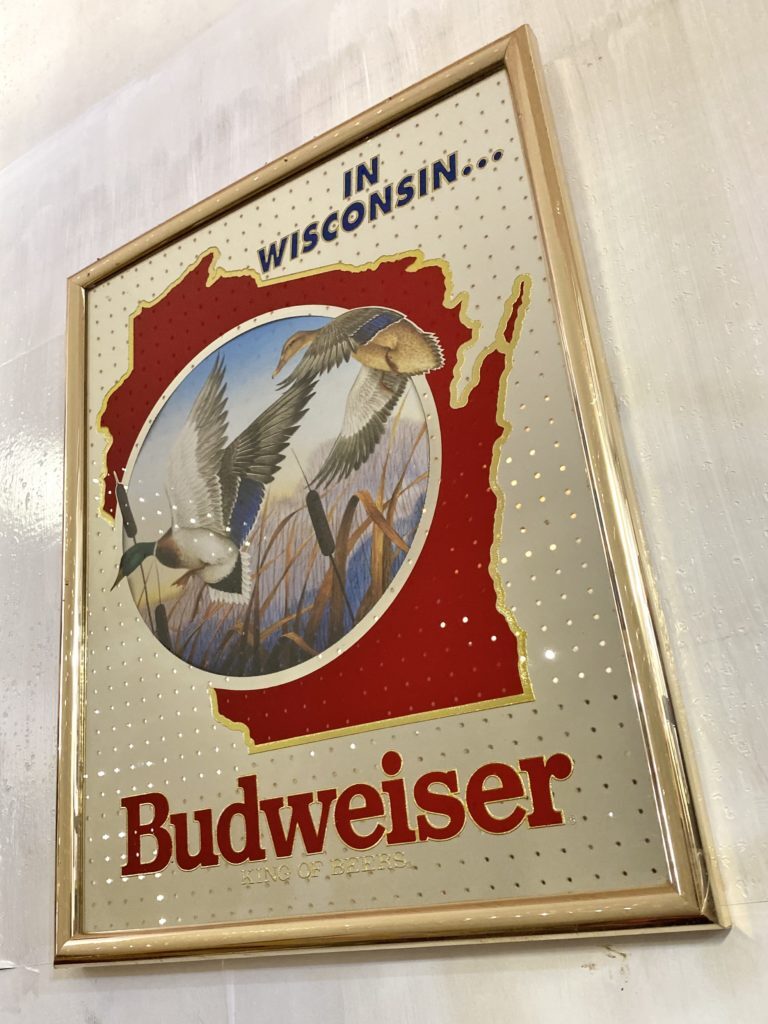 IN
WISCONSIN...
Budweiser
KING OF BEERS